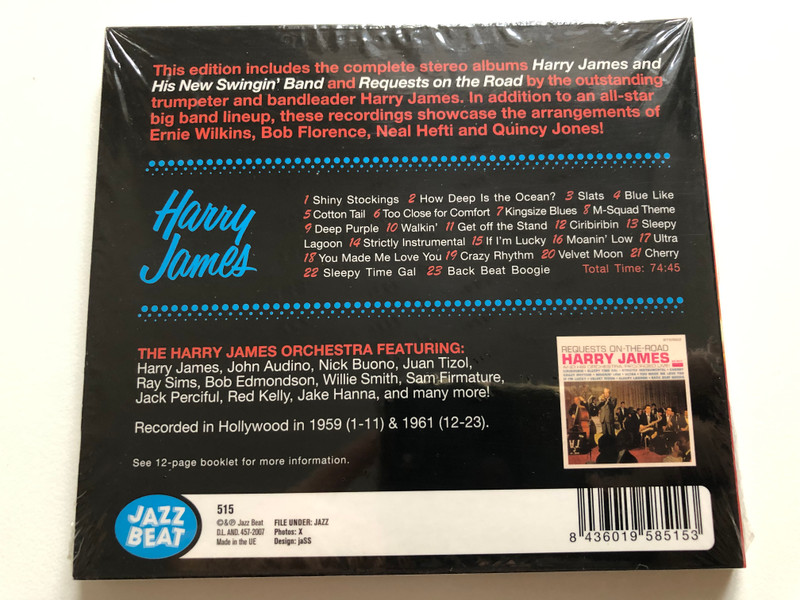 This edition includes the complete stereo albums Harry James and
His New Swingin' Band and Requests on the Road by the outstanding
trumpeter and bandleader Harry James. In addition to an all-star
big band lineup, these recordings showcase the arrangements of
Ernie Wilkins, Bob Florence, Neal Hefti and Quincy Jones!
Harry
James
1 Shiny Stockings 2 How Deep Is the Ocean? 3 Slats 4 Blue Like
5 Cotton Tail 6 Too Close for Comfort 7 Kingsize Blues 8 M-Squad Theme
9 Deep Purple 10 Walkin' 11 Get off the Stand 12 Ciribiribin 13 Sleepy
Lagoon 14 Strictly Instrumental 15 If I'm Lucky 16 Moanin' Low 17 Ultra
18 You Made Me Love You 19 Crazy Rhythm 20 Velvet Moon 21 Cherry
22 Sleepy Time Gal 23 Back Beat Boogie Total Time: 74:45
THE HARRY JAMES ORCHESTRA FEATURING:
Harry James, John Audino, Nick Buono, Juan Tizol,
Ray Sims, Bob Edmondson, Willie Smith, Sam Firmature,
Jack Perciful, Red Kelly, Jake Hanna, and many more!
Recorded in Hollywood in 1959 (1-11) & 1961 (12-23).
See 12-page booklet for more information.
REQUESTS ON-THE-ROAD
HARRY JAMES
JAZZ
BEAT
515
©&℗ Jazz Beat
D.L. AND. 457-2007
Made in the UE
FILE UNDER: JAZZ
Photos: X
Design: jaSS
8 436019 585153